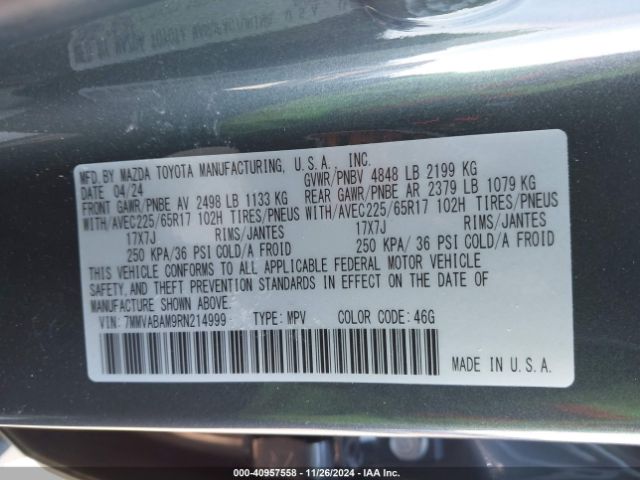 MFD.BY MAZDA TOYOTA MANUFACTURING, U.S.A., INC.
DATE 04/24 GVWR/PNBV 4848 LB 2199 KG
FRONT GAWR/PNBE AV 2498 LB 1133 KG REAR GAWR/PNBE AR 2379 LB 1079 KG
WITH/AVEC225/65R17 102H TIRES/PNEUS WITH/AVEC225/65R17 102H TIRES/PNEUS
17X7J RIMS/JANTES 17X7J RIMS/JANTES
250 KPA/36 PSI COLD/A FROID 250 KPA/ 36 PSI COLD/A FROID
THIS VEHICLE CONFORMS TO ALL APPLICABLE FEDERAL MOTOR VEHICLE
SAFETY, AND THEFT PREVENTION STANDARDS IN EFFECT ON THE DATE OF
MANUFACTURE SHOWN ABOVE.
VIN: 7MMVABAM9RN214999 TYPE: MPV COLOR CODE: 46G
MADE IN U.S.A.
000-40957558 — 11/26/2024 — IAA Inc.